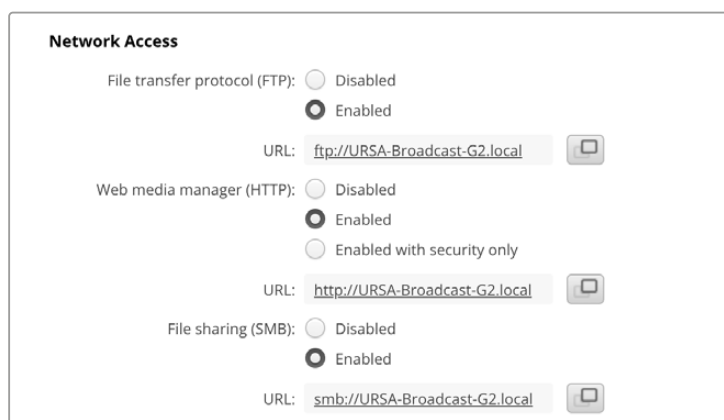 Network Access
File transfer protocol (FTP): Disabled
Enabled
URL: ftp://URSA-Broadcast-G2.local
Web media manager (HTTP): Disabled
Enabled
Enabled with security only
URL: http://URSA-Broadcast-G2.local
File sharing (SMB): Disabled
Enabled
URL: smb://URSA-Broadcast-G2.local